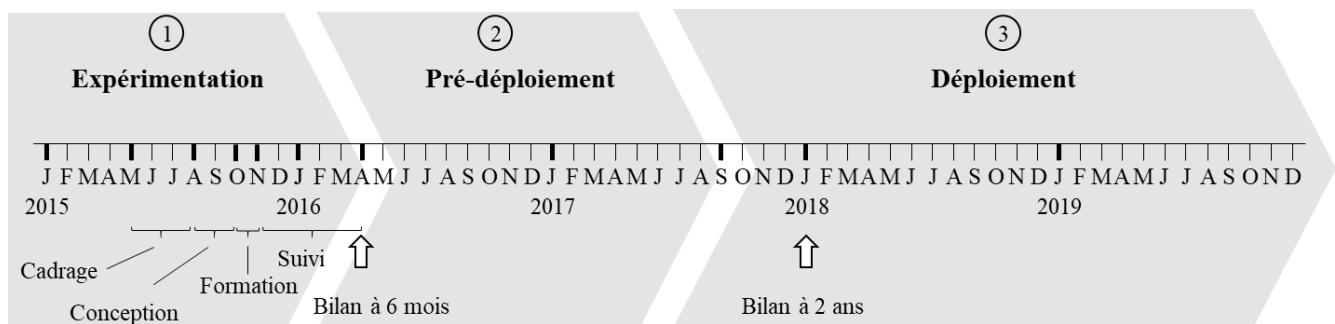 1
2
3
Expérimentation
Pré-déploiement
Déploiement
J F M A M J J A S O N D J F M A M J J A S O N D J F M A M J J A S O N D J F M A M J J A S O N D J F M A M J J A S O N D
2015
2016
2017
2018
2019
Cadrage
Conception
Formation
Suivi
Bilan à 6 mois
Bilan à 2 ans